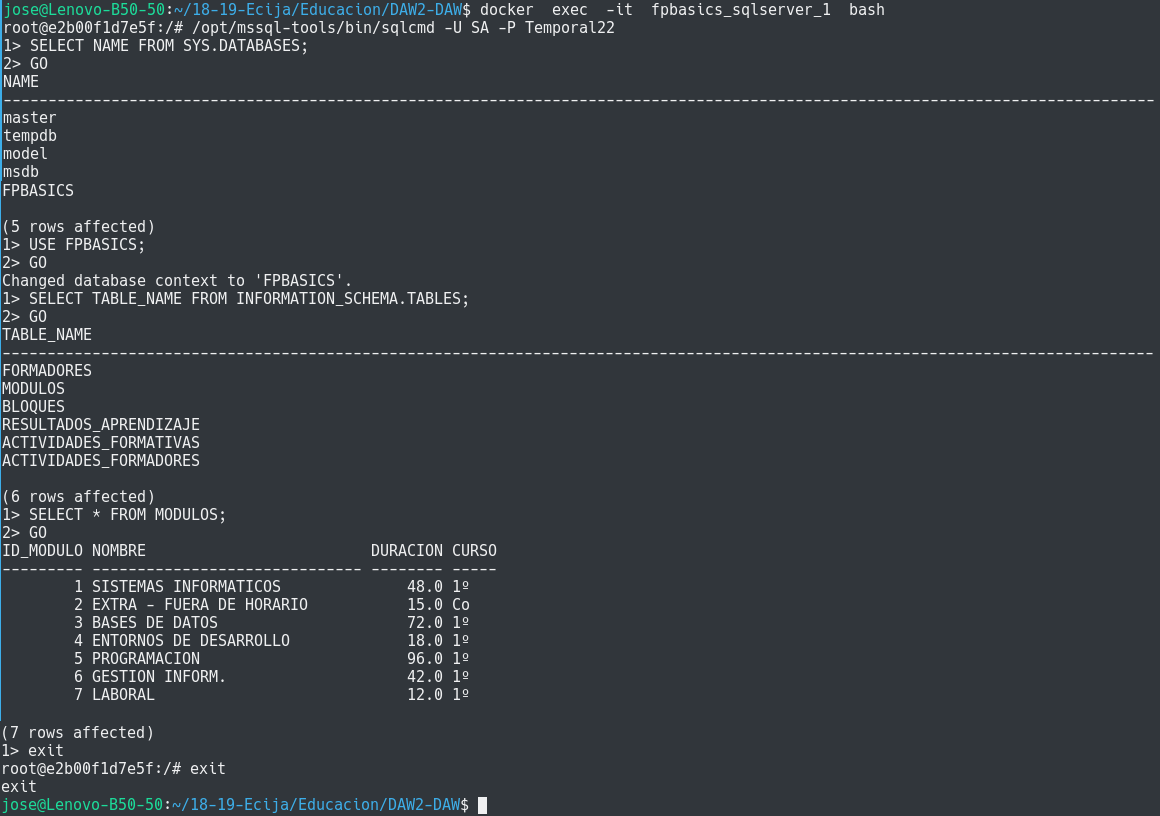 jose@Lenovo-B50-50:~/18-19-Ecija/Educacion/DAW2-DAW$ docker  exec  -it  fpbasics_sqlserver_1  bash
root@e2b00f1d7e5f:/# /opt/mssql-tools/bin/sqlcmd -U SA -P Temporal22
1> SELECT NAME FROM SYS.DATABASES;
2> GO
NAME
--------------------------------------------------------------------------------------------------------------------------------
master
tempdb
model
msdb
FPBASICS

(5 rows affected)
1> USE FPBASICS;
2> GO
Changed database context to 'FPBASICS'.
1> SELECT TABLE_NAME FROM INFORMATION_SCHEMA.TABLES;
2> GO
TABLE_NAME
--------------------------------------------------------------------------------------------------------------------------------
FORMADORES
MODULOS
BLOQUES
RESULTADOS_APRENDIZAJE
ACTIVIDADES_FORMATIVAS
ACTIVIDADES_FORMADORES

(6 rows affected)
1> SELECT * FROM MODULOS;
2> GO
ID_MODULO NOMBRE                         DURACION CURSO
--------- ------------------------------ -------- -----
        1 SISTEMAS INFORMATICOS              48.0 1º
        2 EXTRA - FUERA DE HORARIO           15.0 Co
        3 BASES DE DATOS                     72.0 1º
        4 ENTORNOS DE DESARROLLO             18.0 1º
        5 PROGRAMACION                       96.0 1º
        6 GESTION INFORM.                    42.0 1º
        7 LABORAL                            12.0 1º

(7 rows affected)
1> exit
root@e2b00f1d7e5f:/# exit
exit
jose@Lenovo-B50-50:~/18-19-Ecija/Educacion/DAW2-DAW$